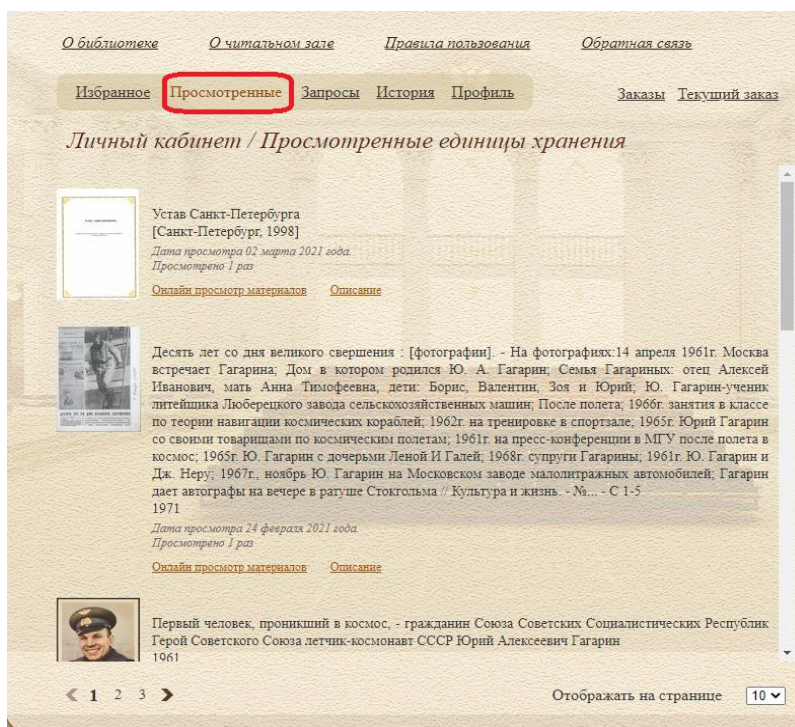 О библиотеке О читальном зале Правила пользования Обратная связь
Избранное Просмотренные Запросы История Профиль Заказы Текущий заказ
Личный кабинет / Просмотренные единицы хранения
Устав Санкт-Петербурга
[Санкт-Петербург, 1998]
Дата просмотра 02 марта 2021 года.
Просмотрено 1 раз
Онлайн просмотр материалов Описание
Десять лет со дня великого свершения : [фотографии]. - На фотографиях:14 апреля 1961г. Москва
встречает Гагарина; Дом в котором родился Ю. А. Гагарин; Семья Гагариных: отец Алексей
Иванович, мать Анна Тимофеевна, дети: Борис, Валентин, Зоя и Юрий; Ю. Гагарин-ученик
литейщика Люберецкого завода сельскохозяйственных машин; После полета; 1966г. занятия в классе
по теории навигации космических кораблей; 1962г. на тренировке в спортзале; 1965г. Юрий Гагарин
со своими товарищами по космическим полетам; 1961г. на пресс-конференции в МГУ после полета в
космос; 1965г. Ю. Гагарин с дочерьми Леной И Галей; 1968г. супруги Гагарины; 1961г. Ю. Гагарин и
Дж. Неру; 1967г., ноябрь Ю. Гагарин на Московском заводе малолитражных автомобилей; Гагарин
дает автографы на вечере в ратуше Стокгольма // Культура и жизнь. - №... - С 1-5
1971
Дата просмотра 24 февраля 2021 года.
Просмотрено 1 раз
Онлайн просмотр материалов Описание
Первый человек, проникший в космос, - гражданин Союза Советских Социалистических Республик
Герой Советского Союза летчик-космонавт СССР Юрий Алексеевич Гагарин
1961
1 2 3 Отображать на странице 10